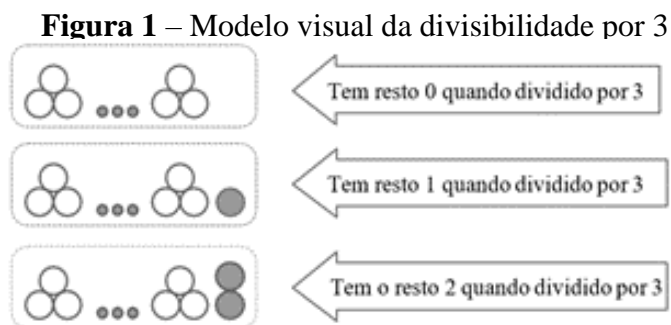 Figura 1 – Modelo visual da divisibilidade por 3
Tem resto 0 quando dividido por 3
Tem resto 1 quando dividido por 3
Tem o resto 2 quando dividido por 3